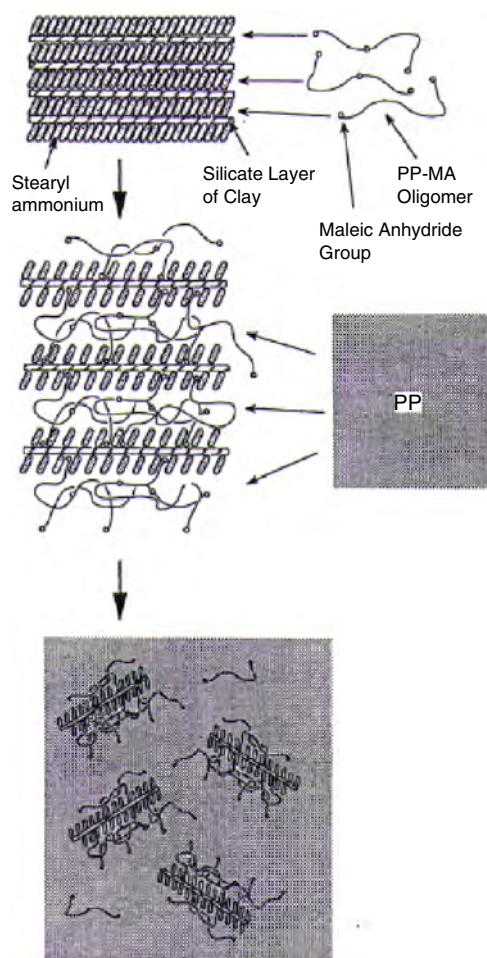 Stearyl
ammonium
Silicate Layer
of Clay
PP-MA
Oligomer
Maleic Anhydride
Group
PP